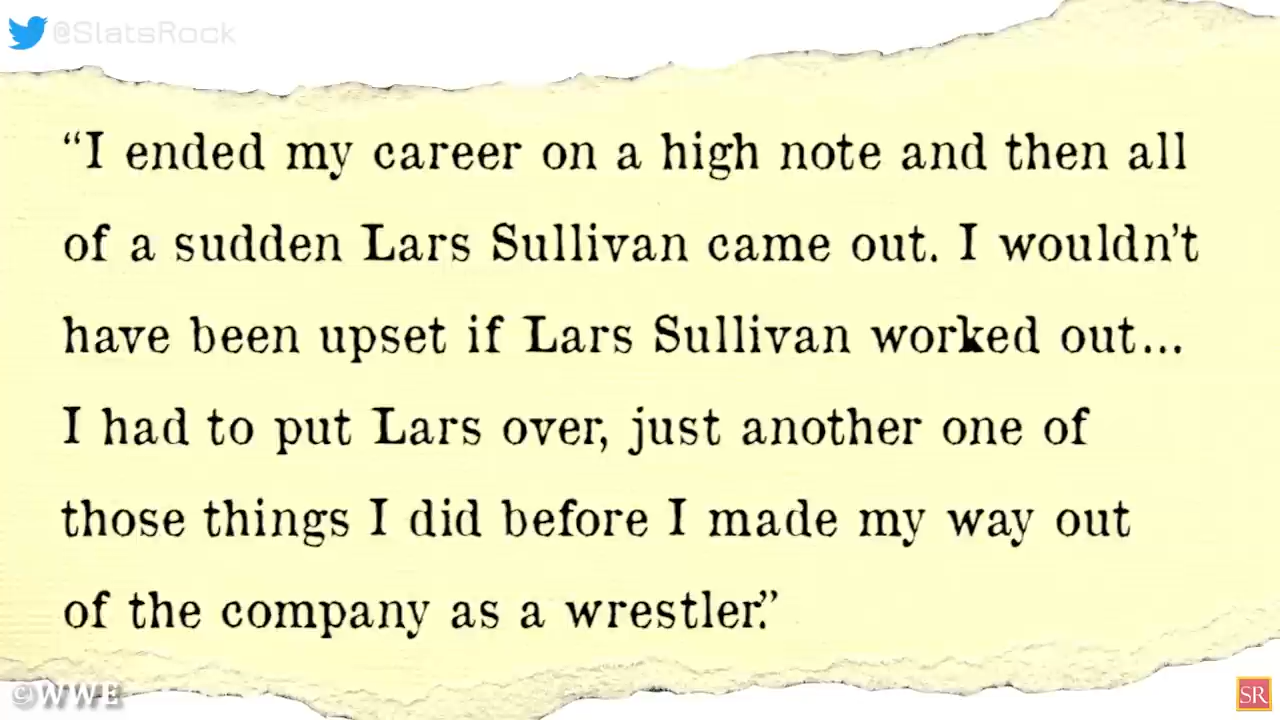 @SlatsRock
“I ended my career on a high note and then all
of a sudden Lars Sullivan came out. I wouldn’t
have been upset if Lars Sullivan worked out...
I had to put Lars over, just another one of
those things I did before I made my way out
of the company as a wrestler.”
©WWE
SR